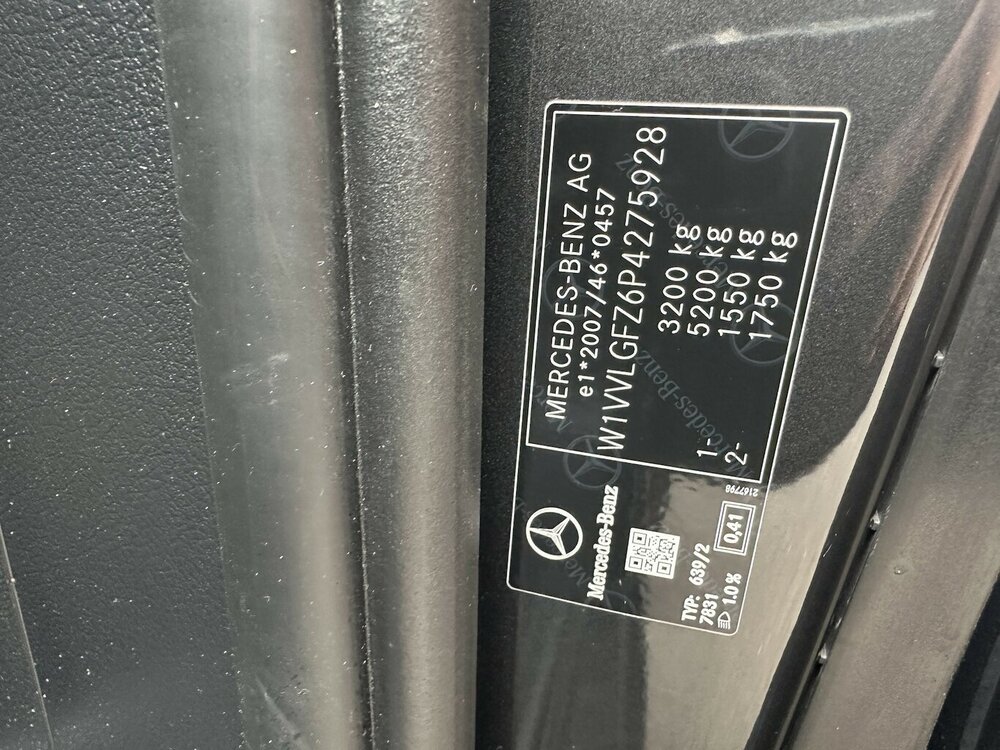 MERCEDES-BENZ AG
e1*2007/46*0457
W1VVLGFZ6P4275928
3200 kg
5200 kg
1- 1550 kg
2- 1750 kg
Mercedes-Benz
TYP: 639/2
7831
1.0 %
0,41
2167798